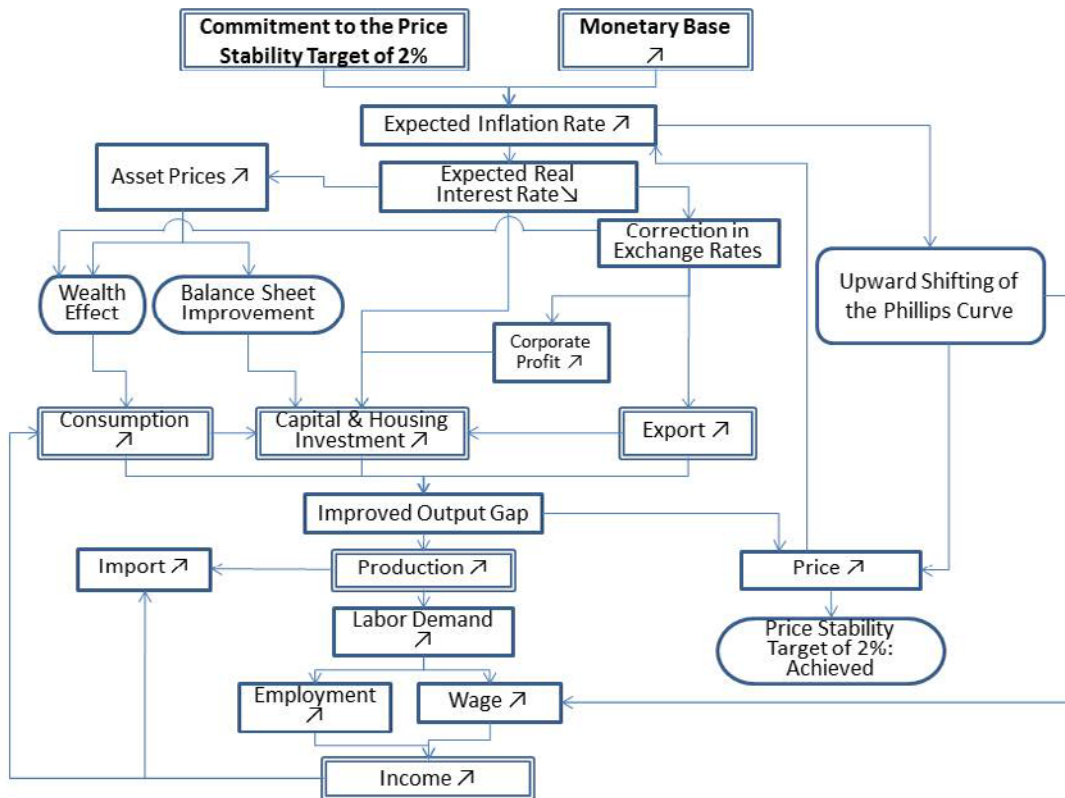 Commitment to the Price
Stability Target of 2%
Monetary Base
↗
Expected Inflation Rate ↗
Asset Prices ↗
Expected Real
Interest Rate↘
Correction in
Exchange Rates
Wealth
Effect
Balance Sheet
Improvement
Upward Shifting of
the Phillips Curve
Corporate
Profit ↗
Consumption
↗
Capital & Housing
Investment ↗
Export ↗
Improved Output Gap
Import ↗
Production ↗
Price ↗
Labor Demand
↗
Price Stability
Target of 2%:
Achieved
Employment
↗
Wage ↗
Income ↗